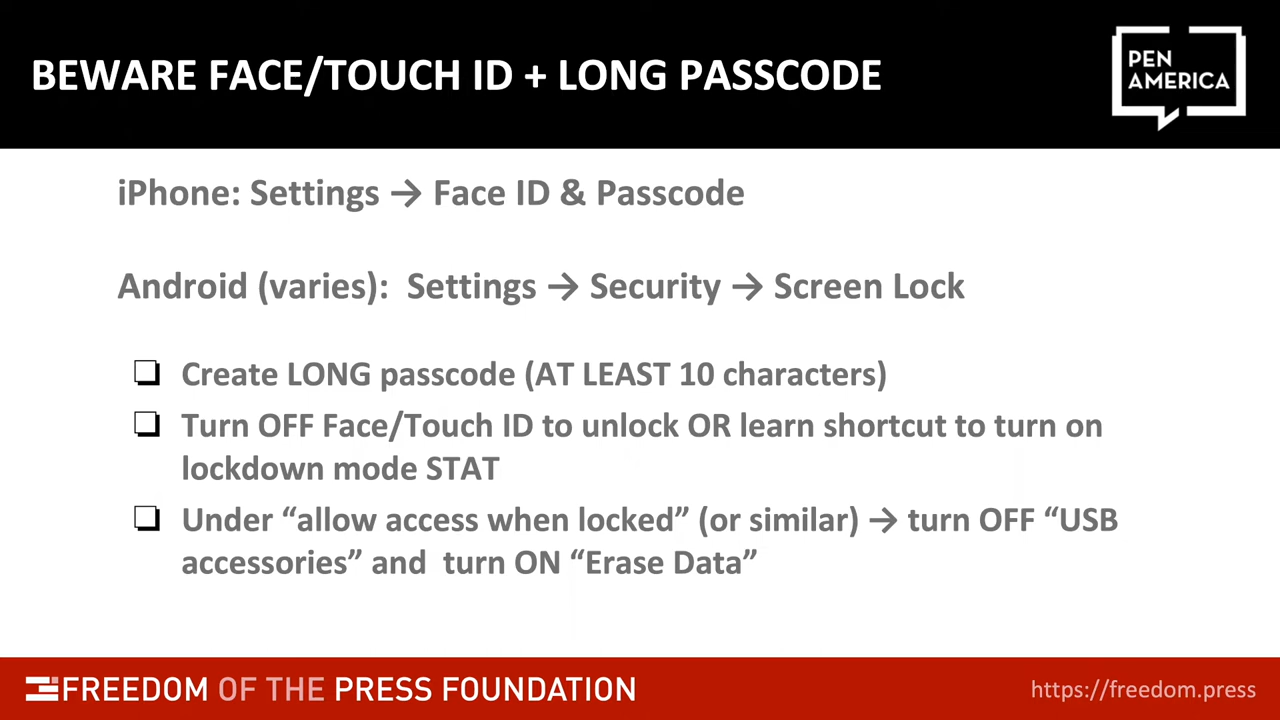 BEWARE FACE/TOUCH ID + LONG PASSCODE
PEN
AMERICA
iPhone: Settings → Face ID & Passcode
Android (varies):  Settings → Security → Screen Lock
❏ Create LONG passcode (AT LEAST 10 characters)
❏ Turn OFF Face/Touch ID to unlock OR learn shortcut to turn on
lockdown mode STAT
❏ Under “allow access when locked” (or similar) → turn OFF “USB
accessories” and  turn ON “Erase Data”
FREEDOM OF THE PRESS FOUNDATION
https://freedom.press